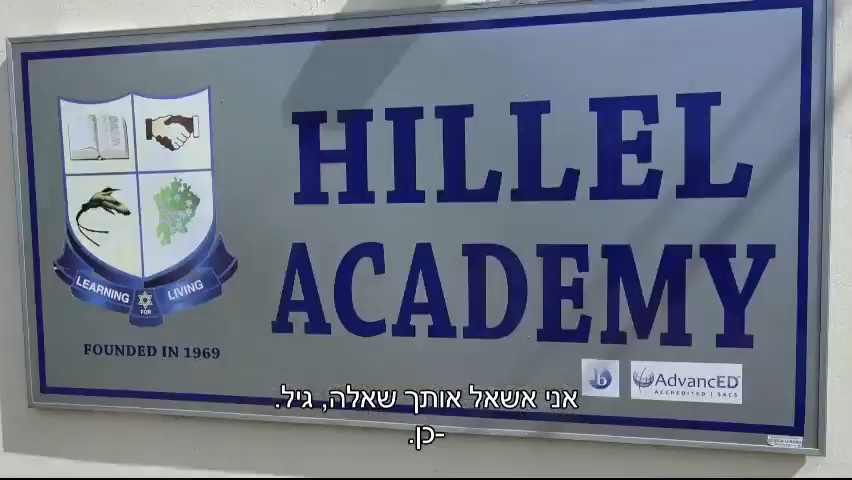 HILLEL
ACADEMY
LEARNING
FOR
LIVING
FOUNDED IN 1969
b
AdvancED
ACCREDITED | SACS
אני אשאל אותך שאלה, גיל.
-כן.